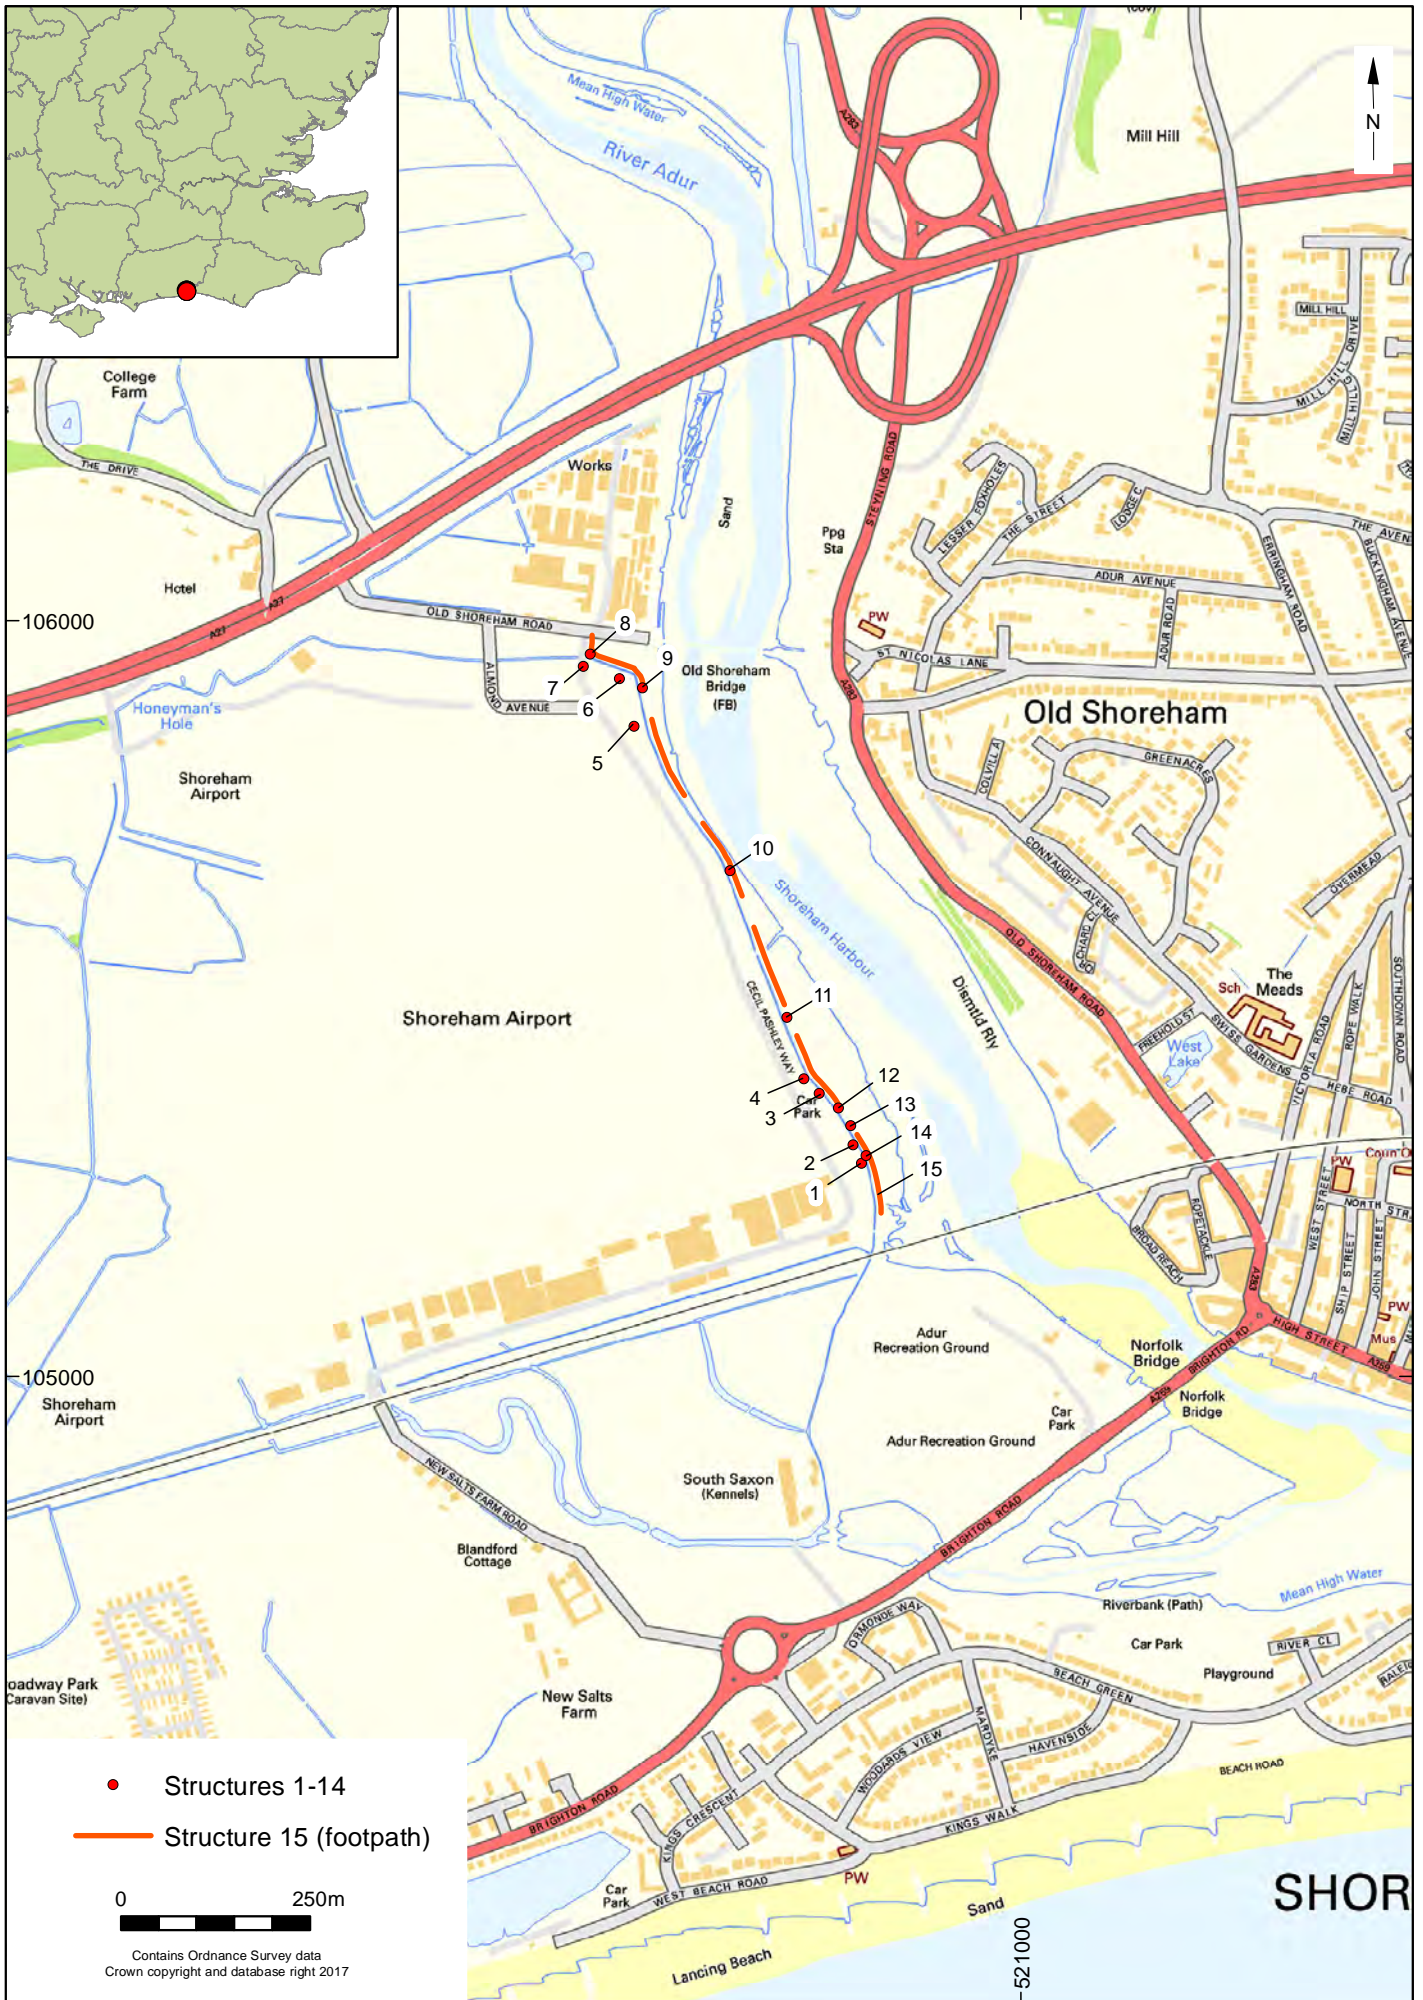 N
Mean High Water
River Adur
A283
Mill Hill
MILL HILL
MILL HILL DRIVE
MILL HILL G
College
Farm
THE DRIVE
Works
Sand
Ppg
Sta
STEYNING ROAD
LESSER FOXHOLES
THE STREET
LODGE C
THE AVEN
BUCKINGHAM AVENUE
ERRINGHAM ROAD
ADUR AVENUE
ADUR ROAD
Hotel
A27
A27
OLD SHOREHAM ROAD
106000
PW
ST NICOLAS LANE
A283
8
9
7
6
5
Old Shoreham
Bridge
(FB)
ALMOND AVENUE
Honeyman's
Hole
Old Shoreham
Shoreham
Airport
COLVILL A
GREENACRES
CONNAUGHT AVENUE
OVERMEAD
10
Shoreham Harbour
ORCHARD CL
OLD SHOREHAM ROAD
Dismtld Rly
The
Meads
Sch
SWISS GARDENS
FREEHOLD ST
West
Lake
VICTORIA ROAD
ROPE WALK
SOUTHDOWN ROAD
HEBE ROAD
Shoreham Airport
CECIL PASHLEY WAY
11
12
4
3
Car
Park
13
14
2
1
15
PW
Coun O
NORTH STR
WEST STREET
SHIP STREET
JOHN STREET
ROPETACKLE
BROAD REACH
A283
PW
Mus
HIGH STREET
A259
105000
Shoreham
Airport
Adur
Recreation Ground
Norfolk
Bridge
BRIGHTON RD
A259
Norfolk
Bridge
Car
Park
Adur Recreation Ground
NEW SALTS FARM ROAD
South Saxon
(Kennels)
BRIGHTON ROAD
Blandford
Cottage
Mean High Water
Riverbank (Path)
Car Park
Playground
RIVER CL
RALEIG
ORMONDE WAY
BEACH GREEN
oadway Park
Caravan Site)
New Salts
Farm
MARDYKE
HAVENSIDE
WOODARDS VIEW
BEACH ROAD
KINGS WALK
KINGS CRESCENT
BRIGHTON ROAD
WEST BEACH ROAD
PW
Car
Park
Sand
Lancing Beach
SHOR
521000
Structures 1-14
Structure 15 (footpath)
0 250m
Contains Ordnance Survey data
Crown copyright and database right 2017